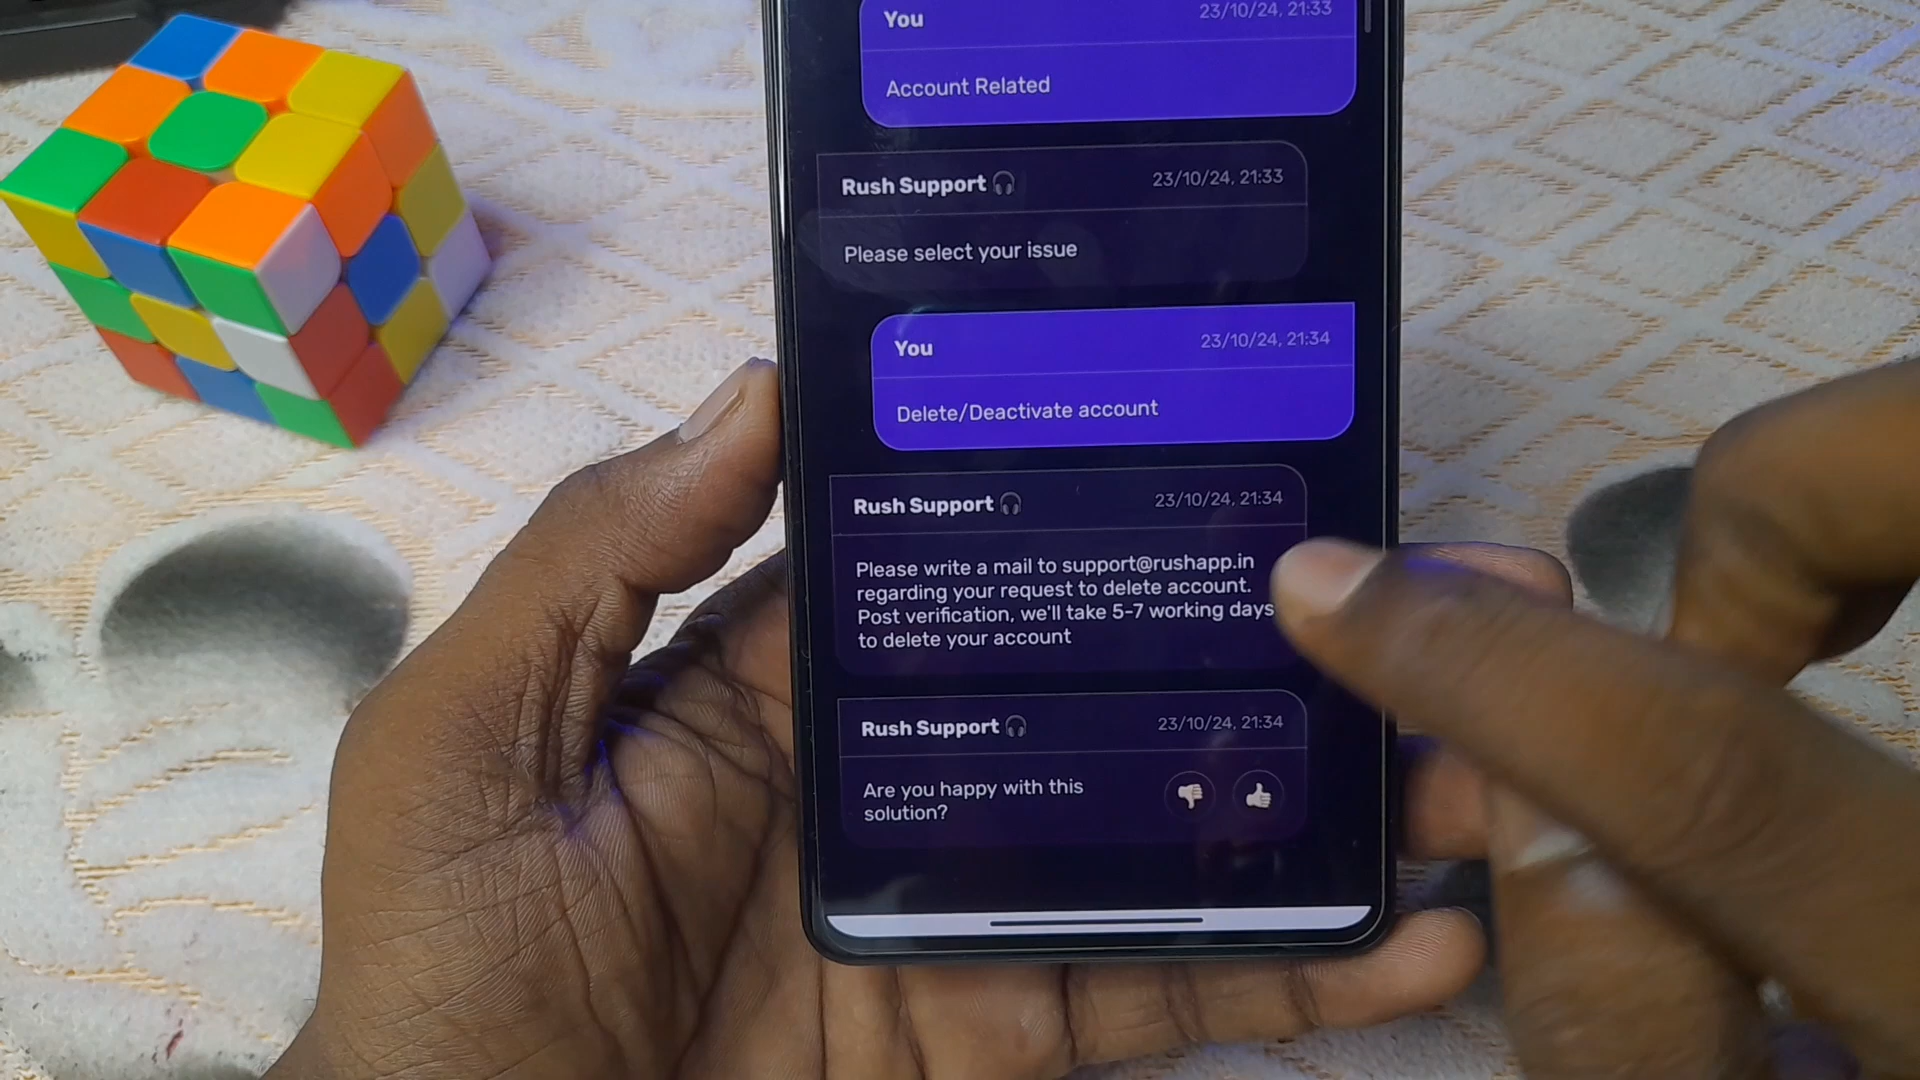 You 23/10/24, 21:33
Account Related
Rush Support 23/10/24, 21:33
Please select your issue
You 23/10/24, 21:34
Delete/Deactivate account
Rush Support 23/10/24, 21:34
Please write a mail to support@rushapp.in
regarding your request to delete account.
Post verification, we'll take 5-7 working days
to delete your account
Rush Support 23/10/24, 21:34
Are you happy with this
solution?